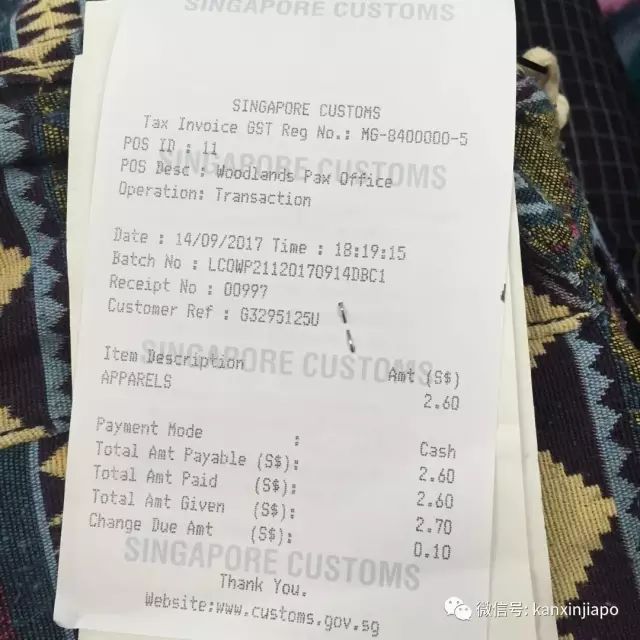 SINGAPORE CUSTOMS
SINGAPORE CUSTOMS
Tax Invoice GST Reg No.: MG-8400000-5
POS ID : 11
SINGAPORE CUSTOMS
POS Desc : Woodlands Pax Office
Operation: Transaction
Date : 14/09/2017 Time : 18:19:15
Batch No : LCOWP21120170914DBC1
Receipt No : 00997
Customer Ref : G3295125U
SINGAPORE CUSTOMS
Item Description Amt (S$)
APPARELS 2.60
Payment Mode : Cash
Total Amt Payable (S$): 2.60
Total Amt Paid (S$): 2.60
Total Amt Given (S$): 2.70
Change Due Amt (S$): 0.10
SINGAPORE CUSTOMS
Thank You.
Website:www.customs.gov.sg
微信号: kanxinjiapo